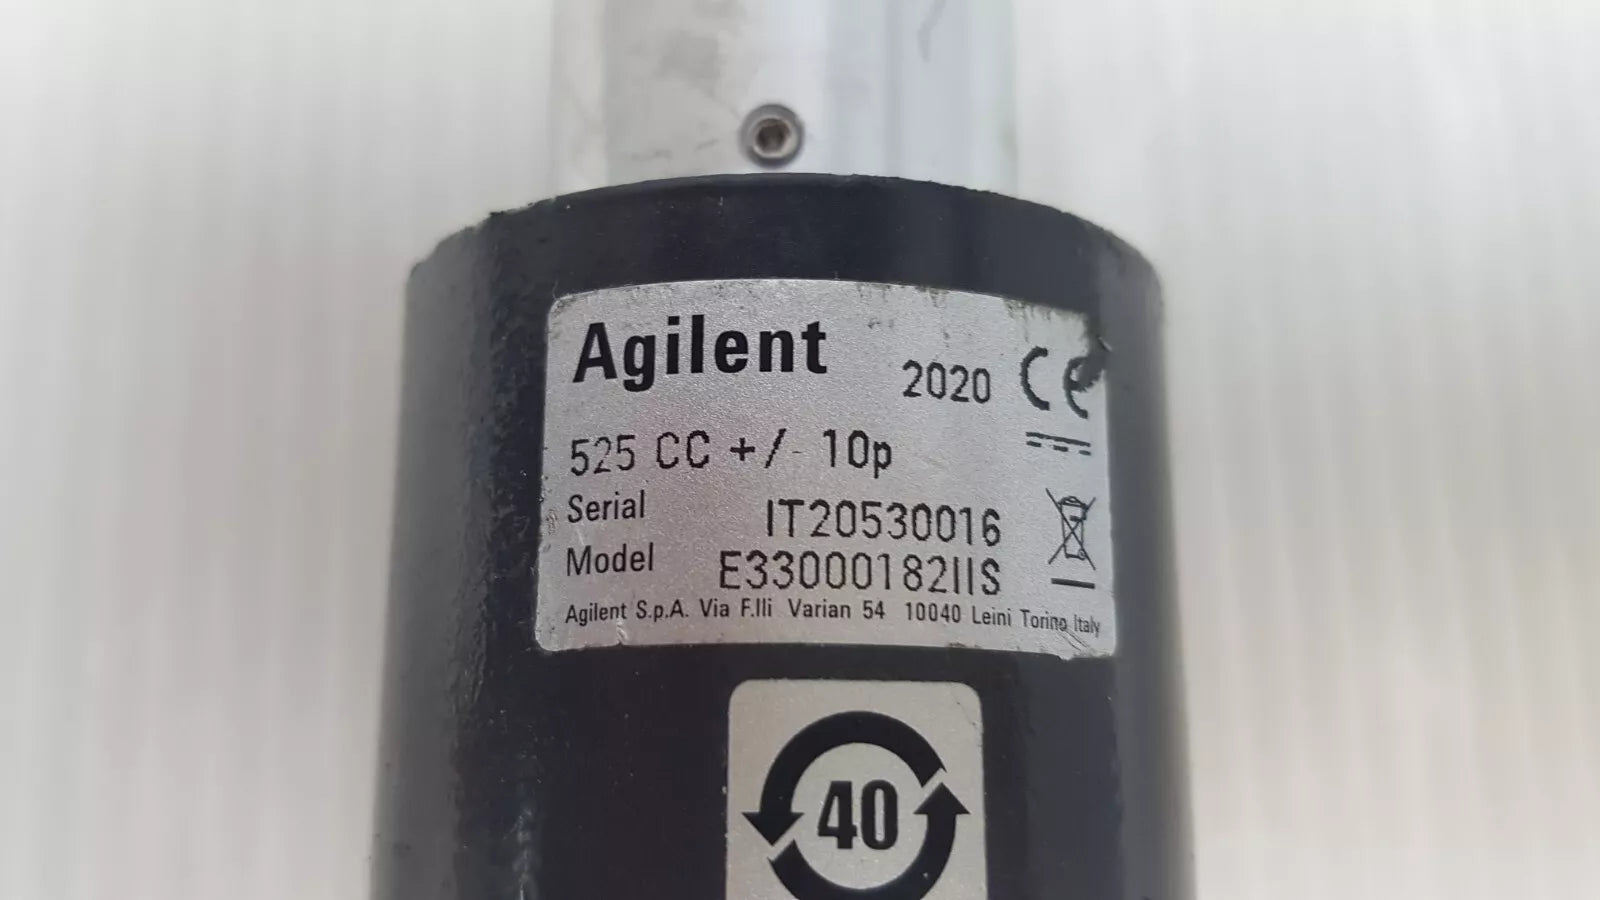 Agilent 2020 CE
525 CC +/- 10p
Serial IT20530016
Model E33000182IIS
Agilent S.p.A. Via F.lli Varian 54 10040 Leini Torino Italy
40